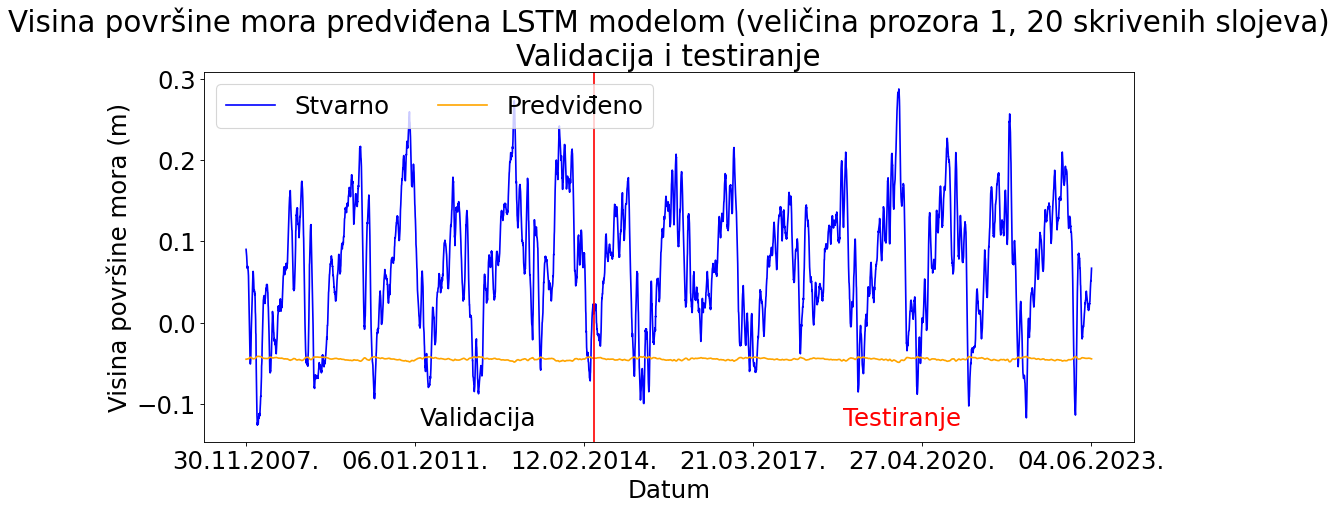 Visina površine mora predviđena LSTM modelom (veličina prozora 1, 20 skrivenih slojeva)
Validacija i testiranje
Stvarno
Predviđeno
Visina površine mora (m)
0.3
0.2
0.1
0.0
−0.1
Validacija
Testiranje
30.11.2007.
06.01.2011.
12.02.2014.
21.03.2017.
27.04.2020.
04.06.2023.
Datum